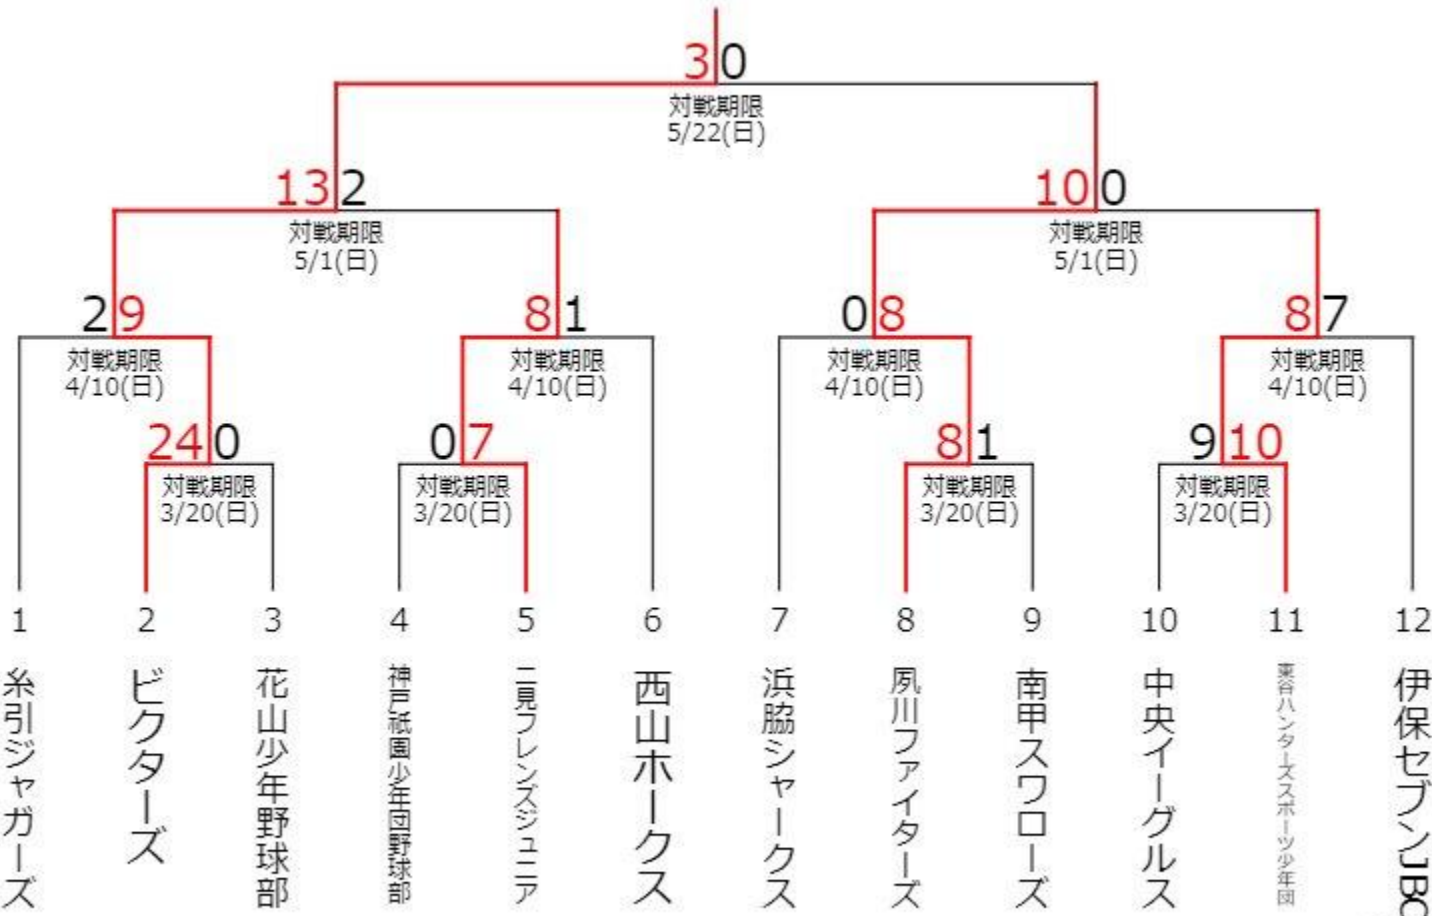 3 0
対戦期限
5/22(日)
13 2
10 0
対戦期限
5/1(日)
対戦期限
5/1(日)
2 9
8 1
0 8
8 7
対戦期限
4/10(日)
対戦期限
4/10(日)
対戦期限
4/10(日)
対戦期限
4/10(日)
24 0
0 7
8 1
9 10
対戦期限
3/20(日)
対戦期限
3/20(日)
対戦期限
3/20(日)
対戦期限
3/20(日)
1
2
3
4
5
6
7
8
9
10
11
12
糸引ジャガーズ
ビクターズ
花山少年野球部
神戸祇園少年団野球部
二見フレンズジュニア
西山ホークス
浜脇シャークス
夙川ファイターズ
南甲スワローズ
中央イーグルス
東谷ハンターズスポーツ少年団
伊保セブンJBC